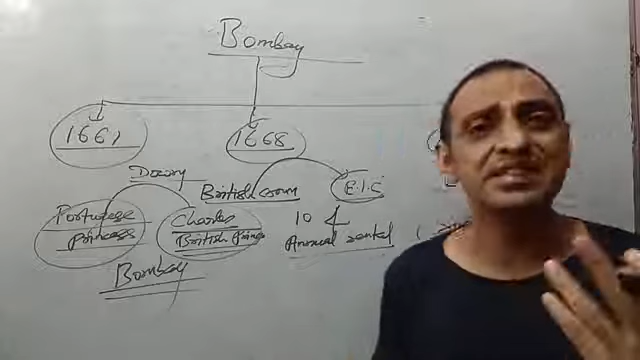 Bombay
1661
1668
Dowry
British crown
E.I.C
Portugese
Princess
Charles
British Prince
10 £
Annual rental
Bombay